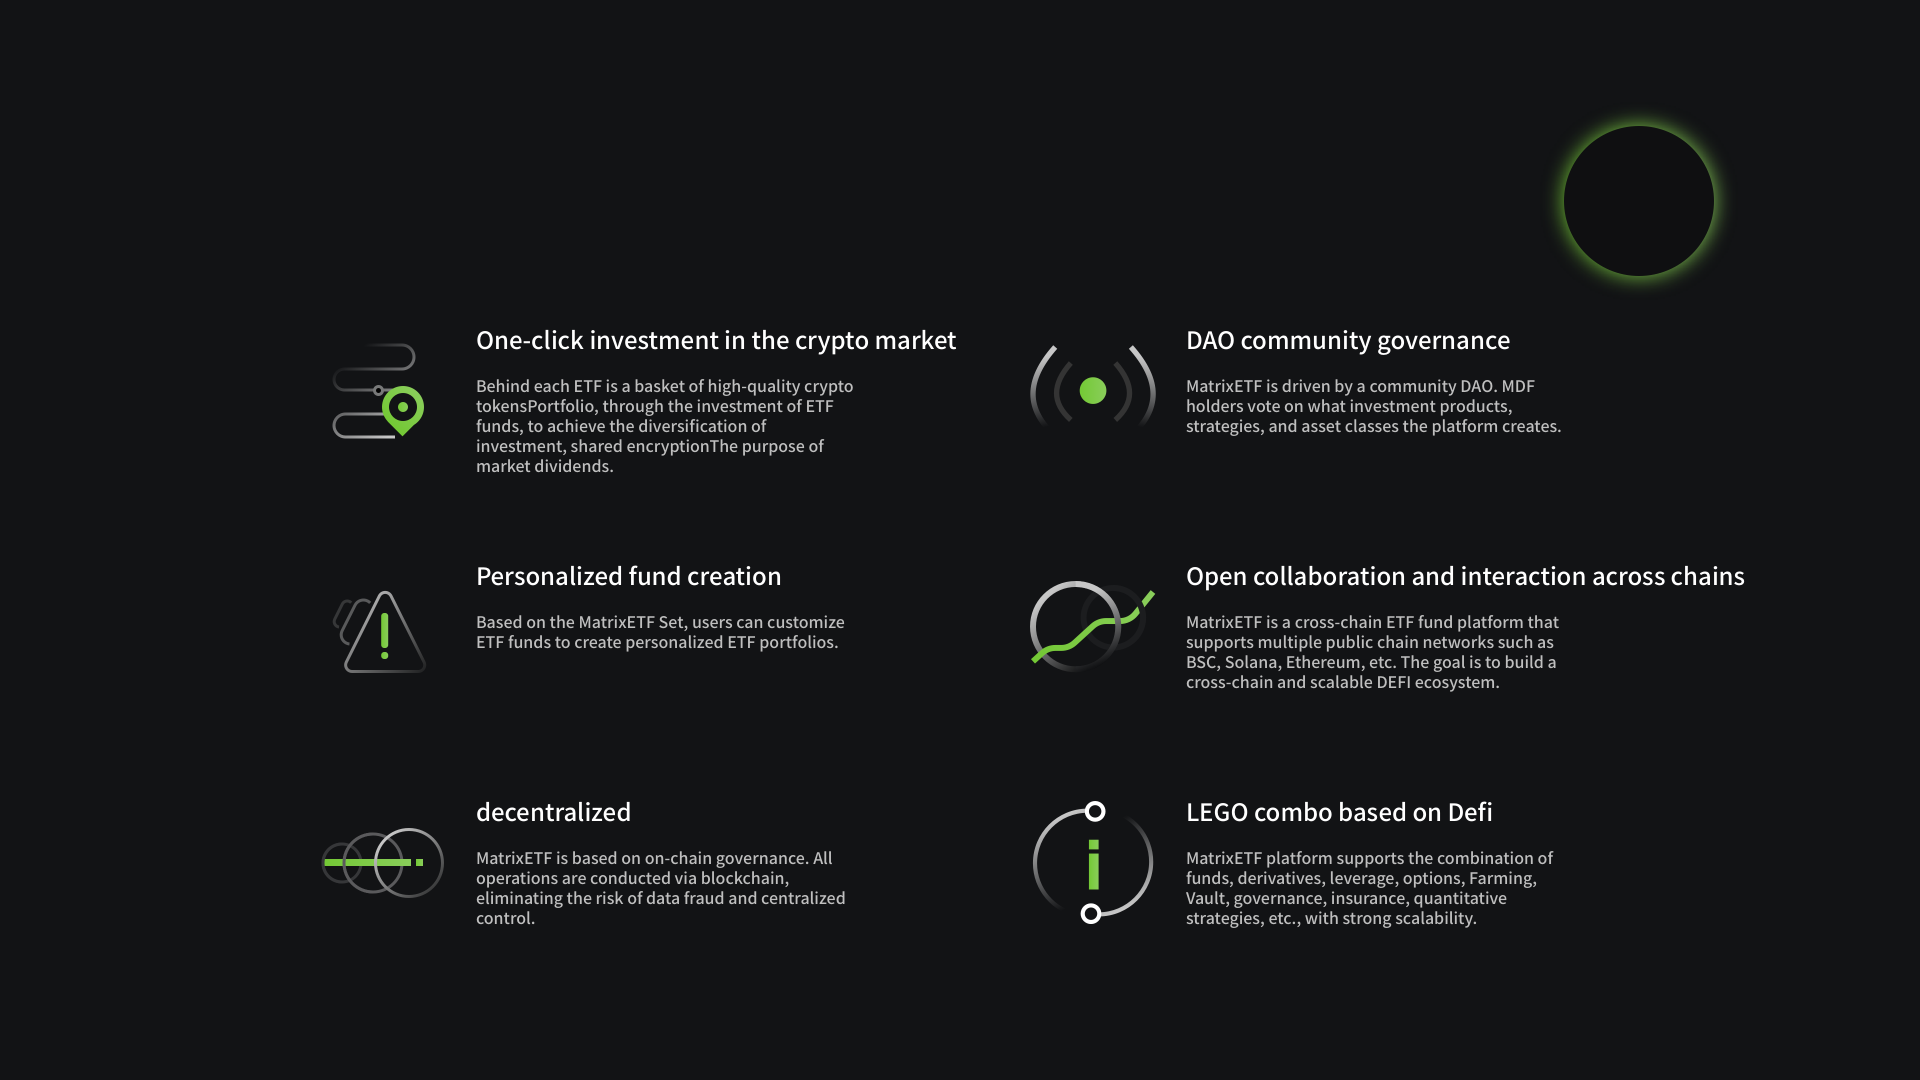 One-click investment in the crypto market
Behind each ETF is a basket of high-quality crypto
tokensPortfolio, through the investment of ETF
funds, to achieve the diversification of
investment, shared encryptionThe purpose of
market dividends.
DAO community governance
MatrixETF is driven by a community DAO. MDF
holders vote on what investment products,
strategies, and asset classes the platform creates.
Personalized fund creation
Based on the MatrixETF Set, users can customize
ETF funds to create personalized ETF portfolios.
Open collaboration and interaction across chains
MatrixETF is a cross-chain ETF fund platform that
supports multiple public chain networks such as
BSC, Solana, Ethereum, etc. The goal is to build a
cross-chain and scalable DEFI ecosystem.
decentralized
MatrixETF is based on on-chain governance. All
operations are conducted via blockchain,
eliminating the risk of data fraud and centralized
control.
LEGO combo based on Defi
MatrixETF platform supports the combination of
funds, derivatives, leverage, options, Farming,
Vault, governance, insurance, quantitative
strategies, etc., with strong scalability.